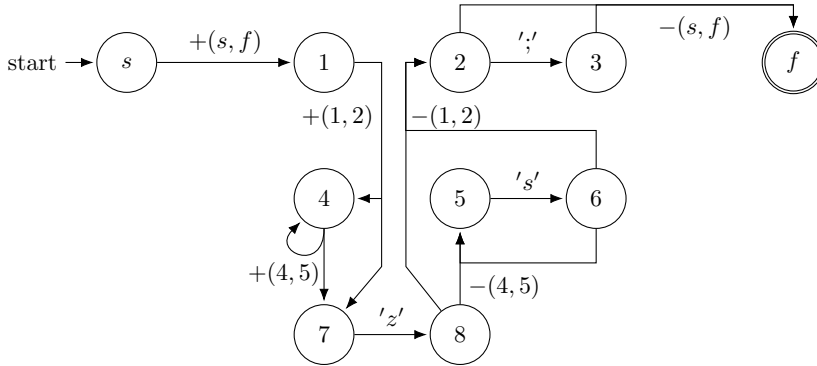 start s +(s, f) 1 2 ';' 3 −(s, f) f
+(1, 2) −(1, 2)
4 5 's' 6
+(4, 5) −(4, 5)
7 'z' 8